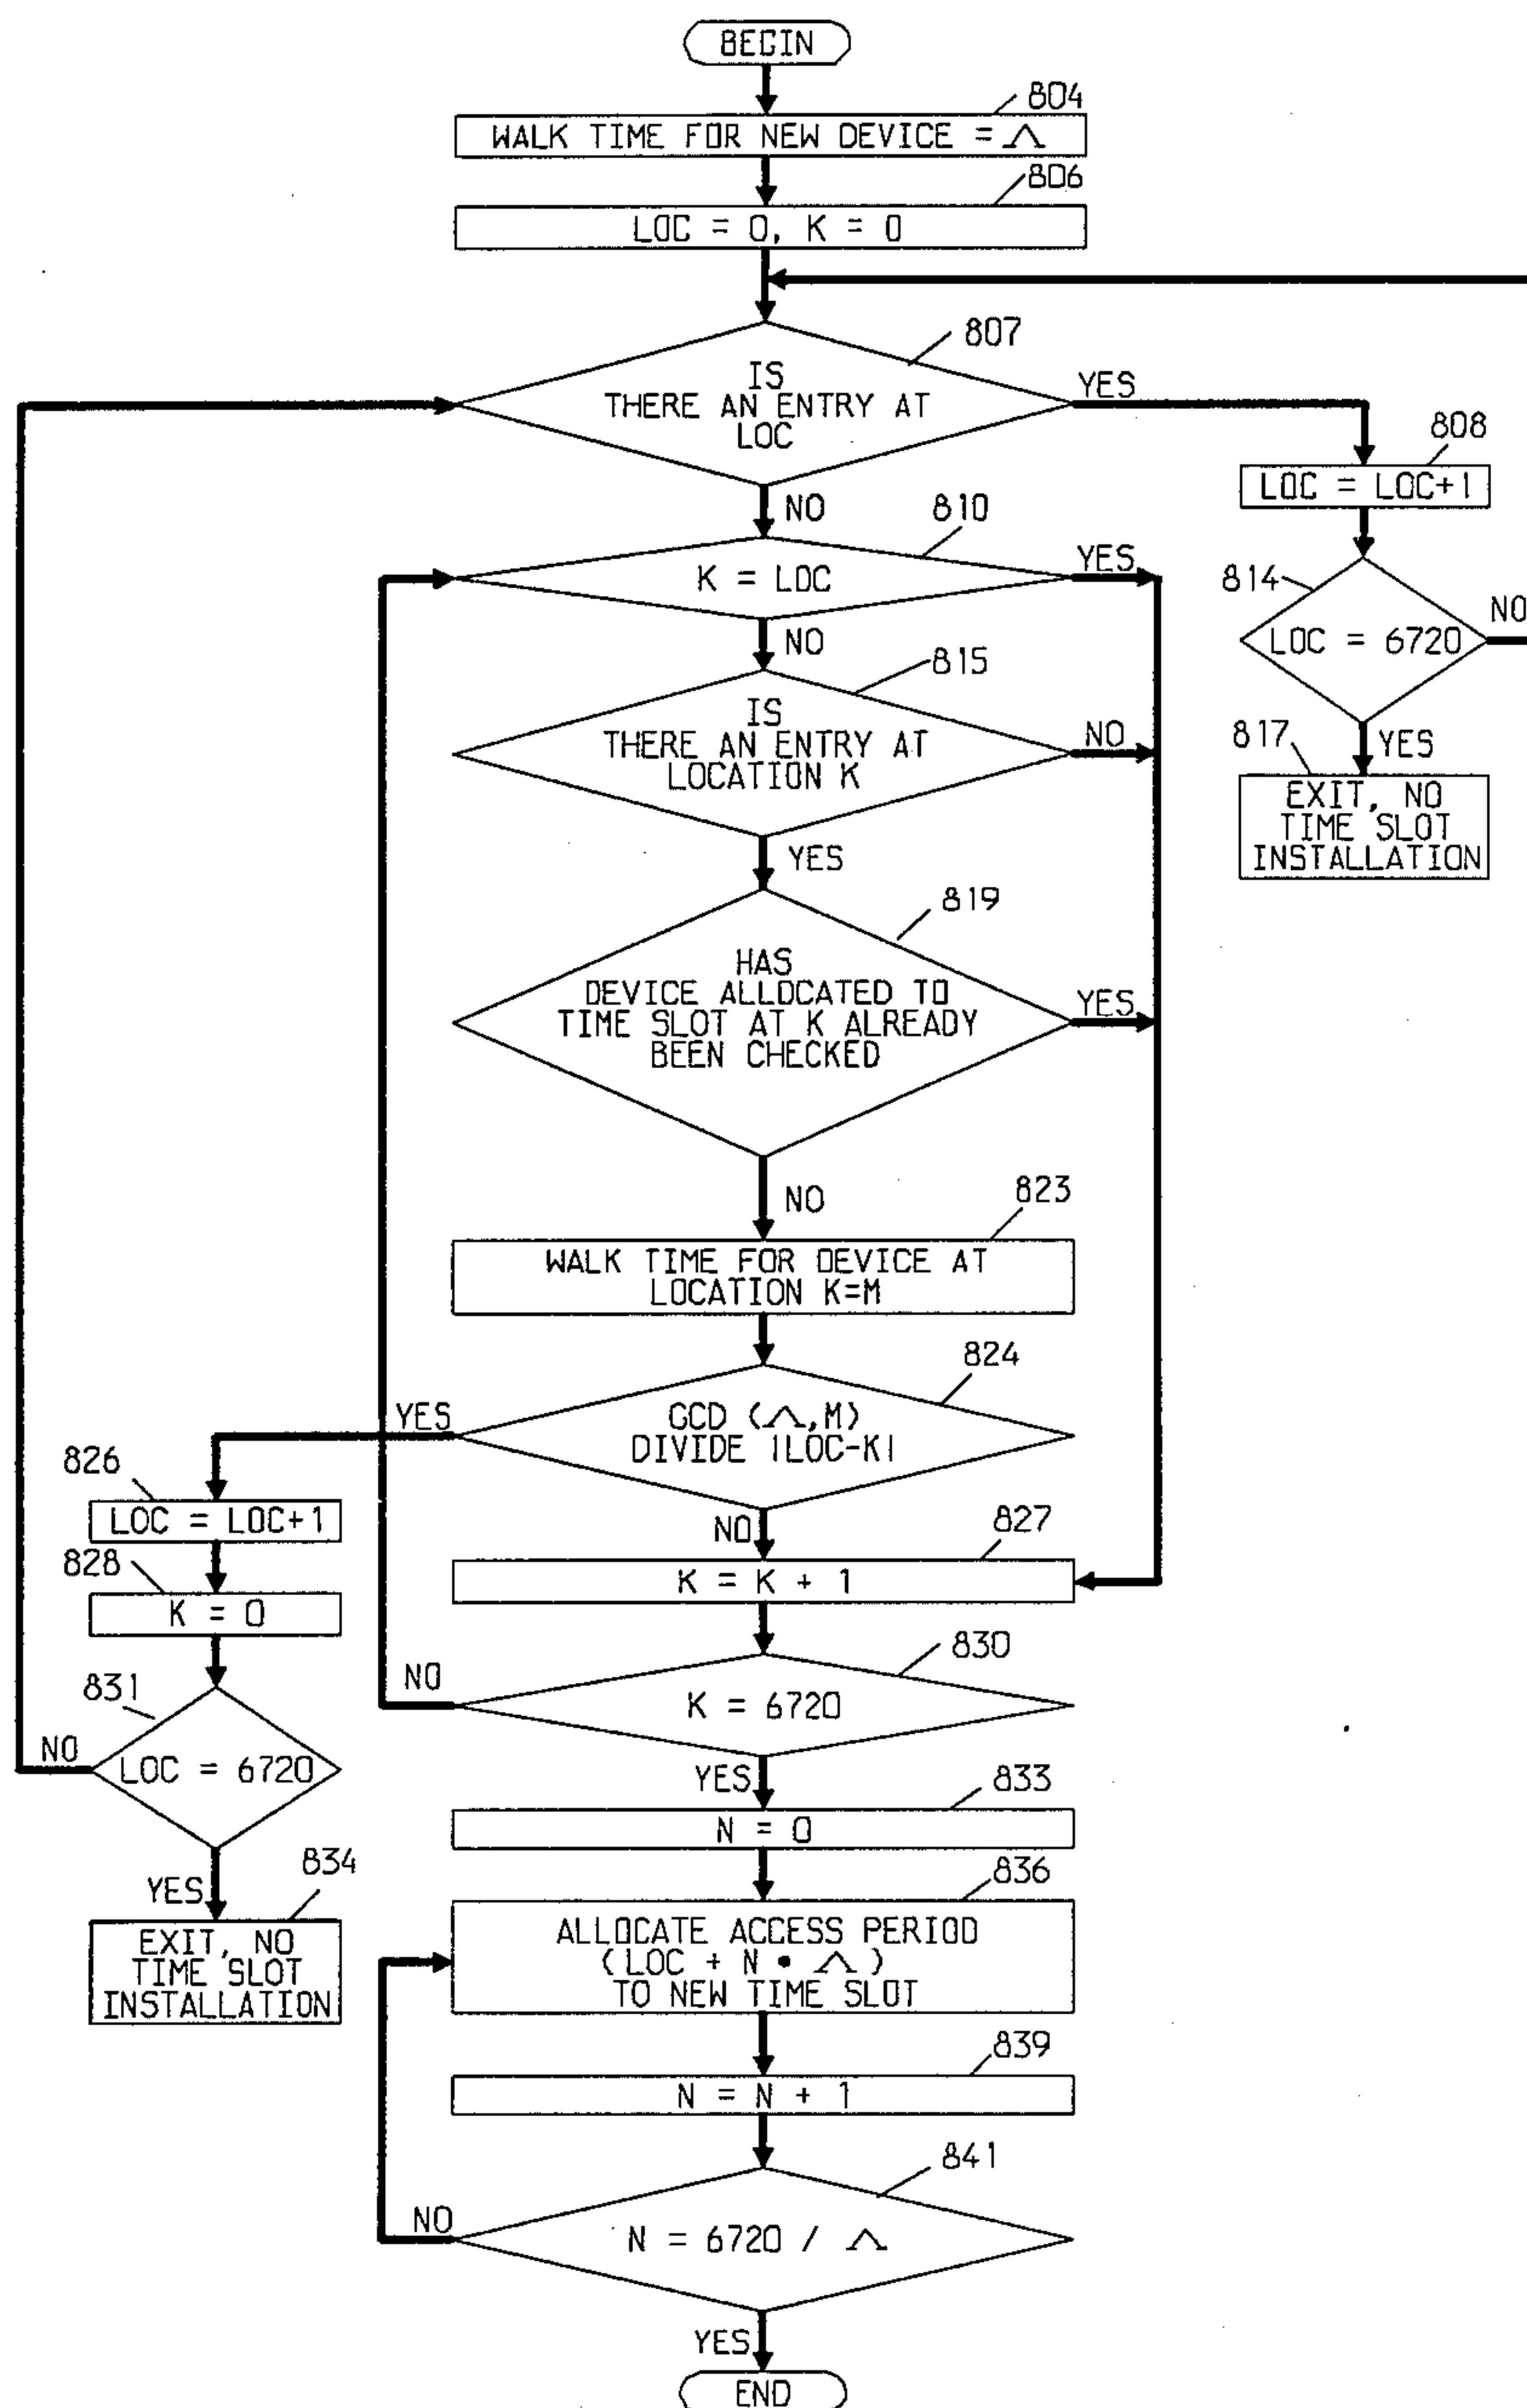 BEGIN
804
WALK TIME FOR NEW DEVICE = Λ
806
LOC = 0, K = 0
807
IS
THERE AN ENTRY AT
LOC
YES
NO
808
LOC = LOC+1
810
K = LOC
YES
NO
814
LOC = 6720
NO
YES
815
IS
THERE AN ENTRY AT
LOCATION K
NO
YES
817
EXIT, NO
TIME SLOT
INSTALLATION
819
HAS
DEVICE ALLOCATED TO
TIME SLOT AT K ALREADY
BEEN CHECKED
YES
NO
823
WALK TIME FOR DEVICE AT
LOCATION K=M
824
GCD (Λ,M)
DIVIDE |LOC-K|
YES
NO
826
LOC = LOC+1
827
K = K + 1
828
K = 0
830
K = 6720
NO
YES
831
LOC = 6720
NO
YES
833
N = 0
834
EXIT, NO
TIME SLOT
INSTALLATION
836
ALLOCATE ACCESS PERIOD
(LOC + N • Λ)
TO NEW TIME SLOT
839
N = N + 1
841
N = 6720 / Λ
NO
YES
END